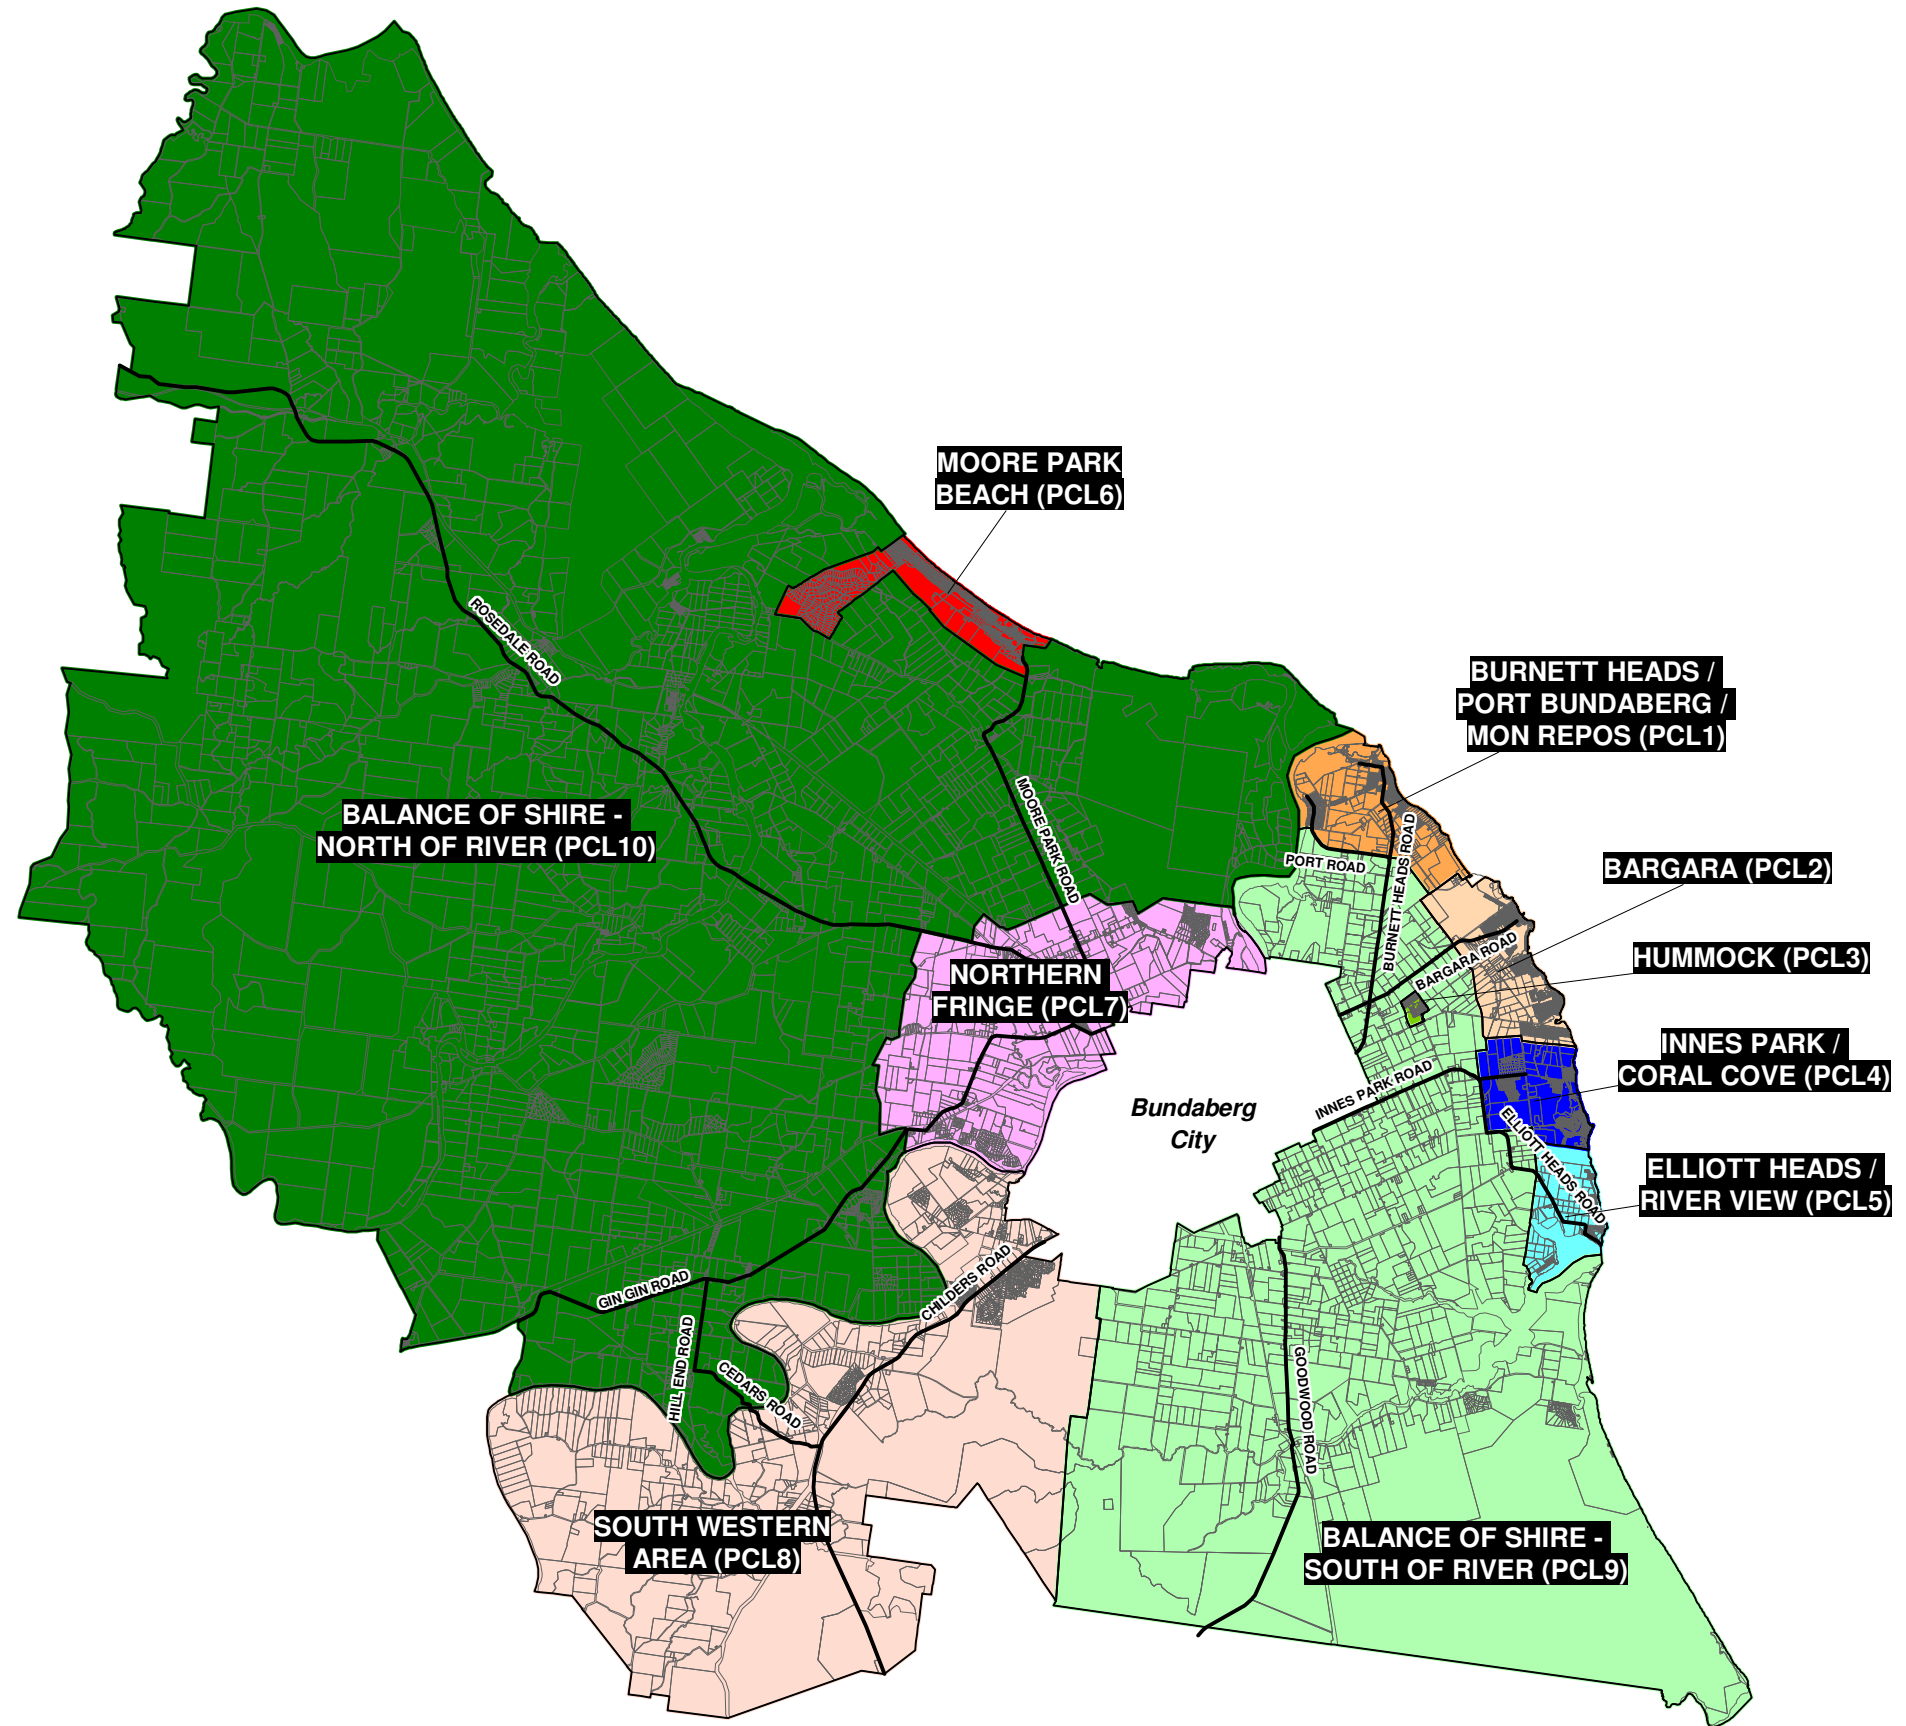 MOORE PARK
BEACH (PCL6)
BURNETT HEADS /
PORT BUNDABERG /
MON REPOS (PCL1)
ROSEDALE ROAD
BALANCE OF SHIRE -
NORTH OF RIVER (PCL10)
MOORE PARK ROAD
PORT ROAD
BURNETT HEADS ROAD
BARGARA (PCL2)
BARGARA ROAD
HUMMOCK (PCL3)
NORTHERN
FRINGE (PCL7)
INNES PARK /
CORAL COVE (PCL4)
INNES PARK ROAD
Bundaberg
City
ELLIOTT HEADS ROAD
ELLIOTT HEADS /
RIVER VIEW (PCL5)
GIN GIN ROAD
CHILDERS ROAD
HILL END ROAD
CEDARS ROAD
GOODWOOD ROAD
SOUTH WESTERN
AREA (PCL8)
BALANCE OF SHIRE -
SOUTH OF RIVER (PCL9)